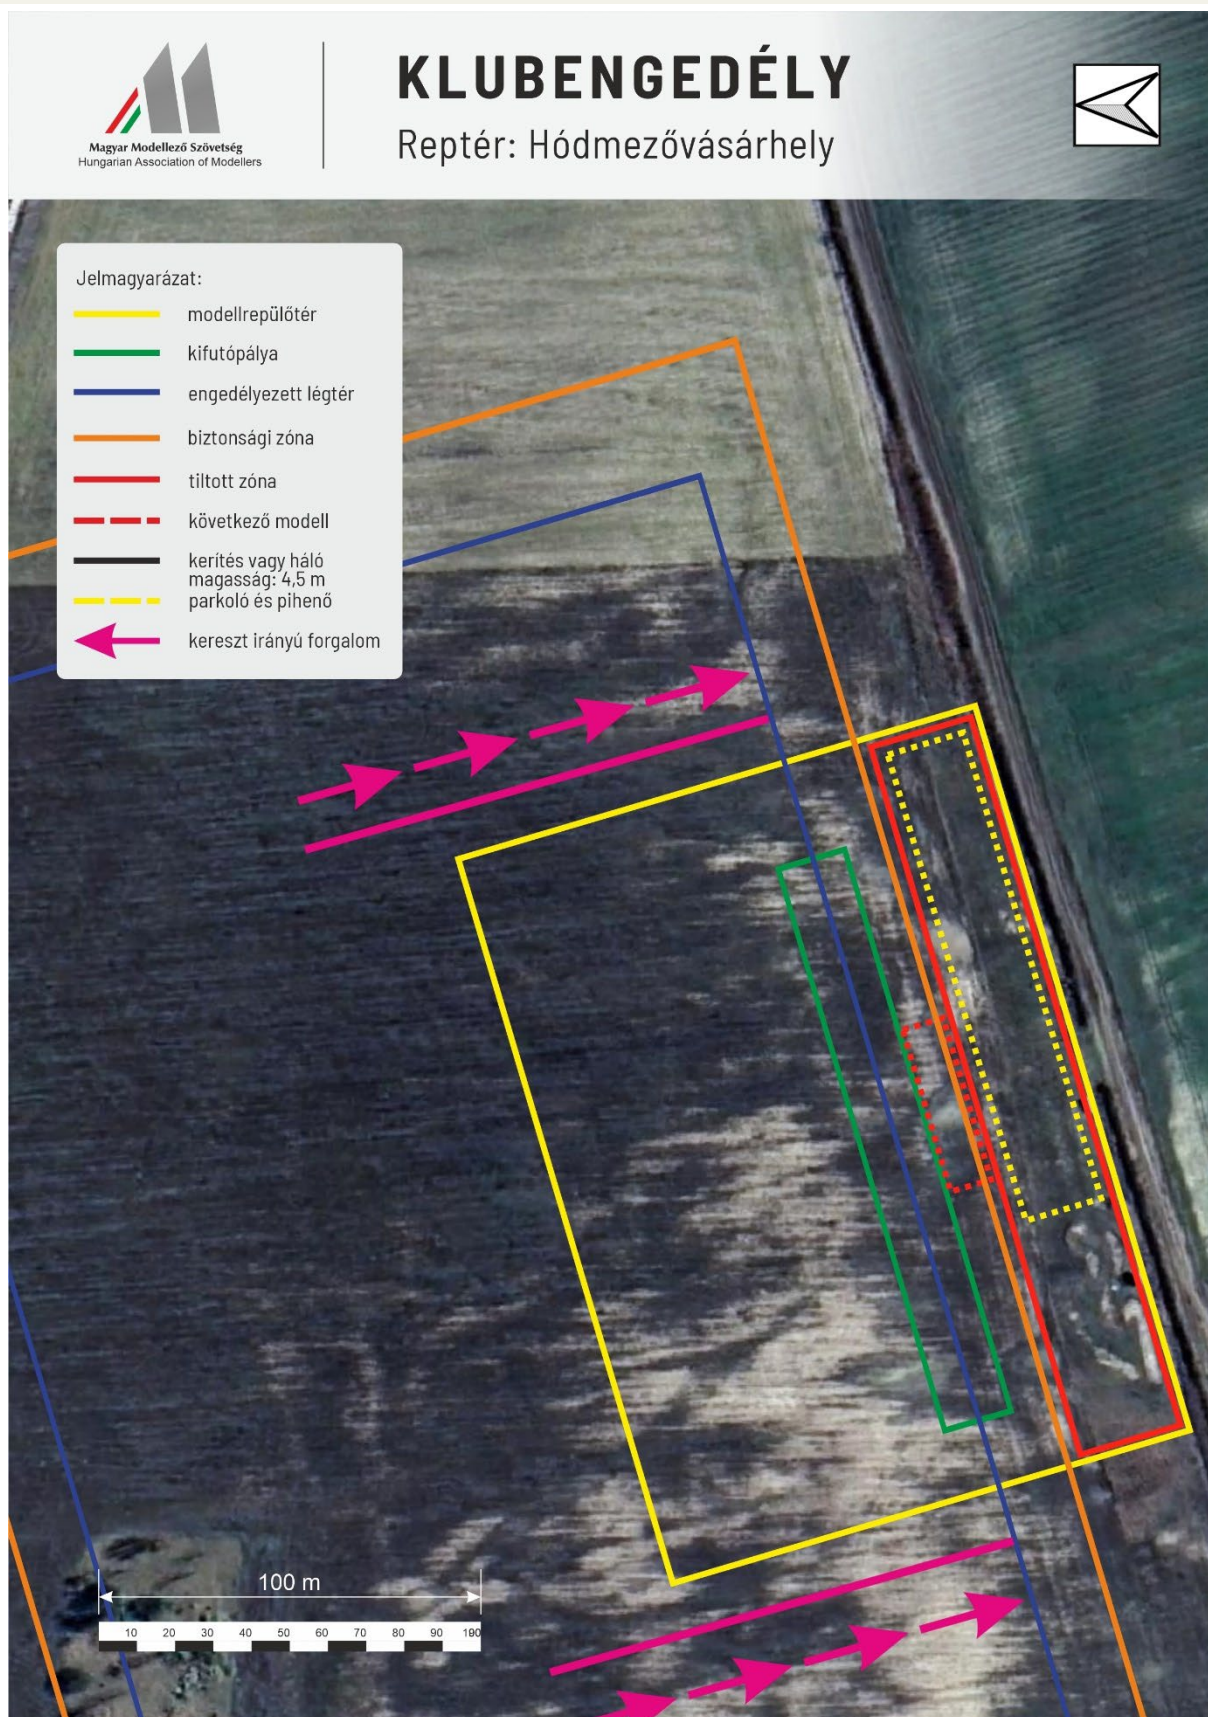 KLUBENGEDÉLY
Reptér: Hódmezővásárhely
Magyar Modellező Szövetség
Hungarian Association of Modellers
Jelmagyarázat:
modellrepülőtér
kifutópálya
engedélyezett légtér
biztonsági zóna
tiltott zóna
következő modell
kerítés vagy háló
magasság: 4,5 m
parkoló és pihenő
kereszt irányú forgalom
100 m
10 20 30 40 50 60 70 80 90 100